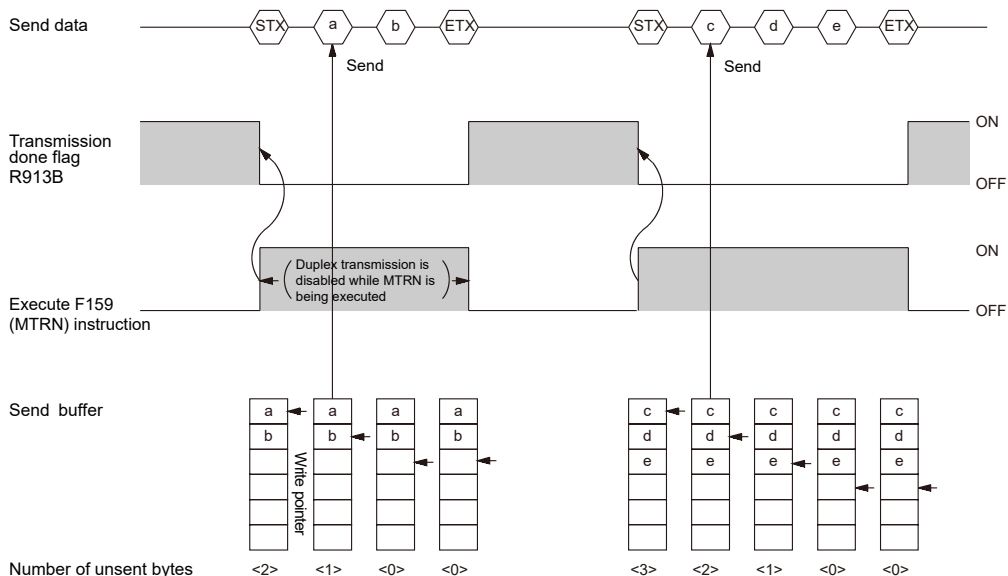 Send data STX a b ETX STX c d e ETX
Send Send
Transmission
done flag
R913B
ON
OFF
Duplex transmission is
disabled while MTRN is
being executed
ON
Execute F159
(MTRN) instruction
OFF
Send buffer
a a a a c c c c c
b b b b d d d d d
e e e e e
Write pointer
Number of unsent bytes <2> <1> <0> <0> <3> <2> <1> <0> <0>